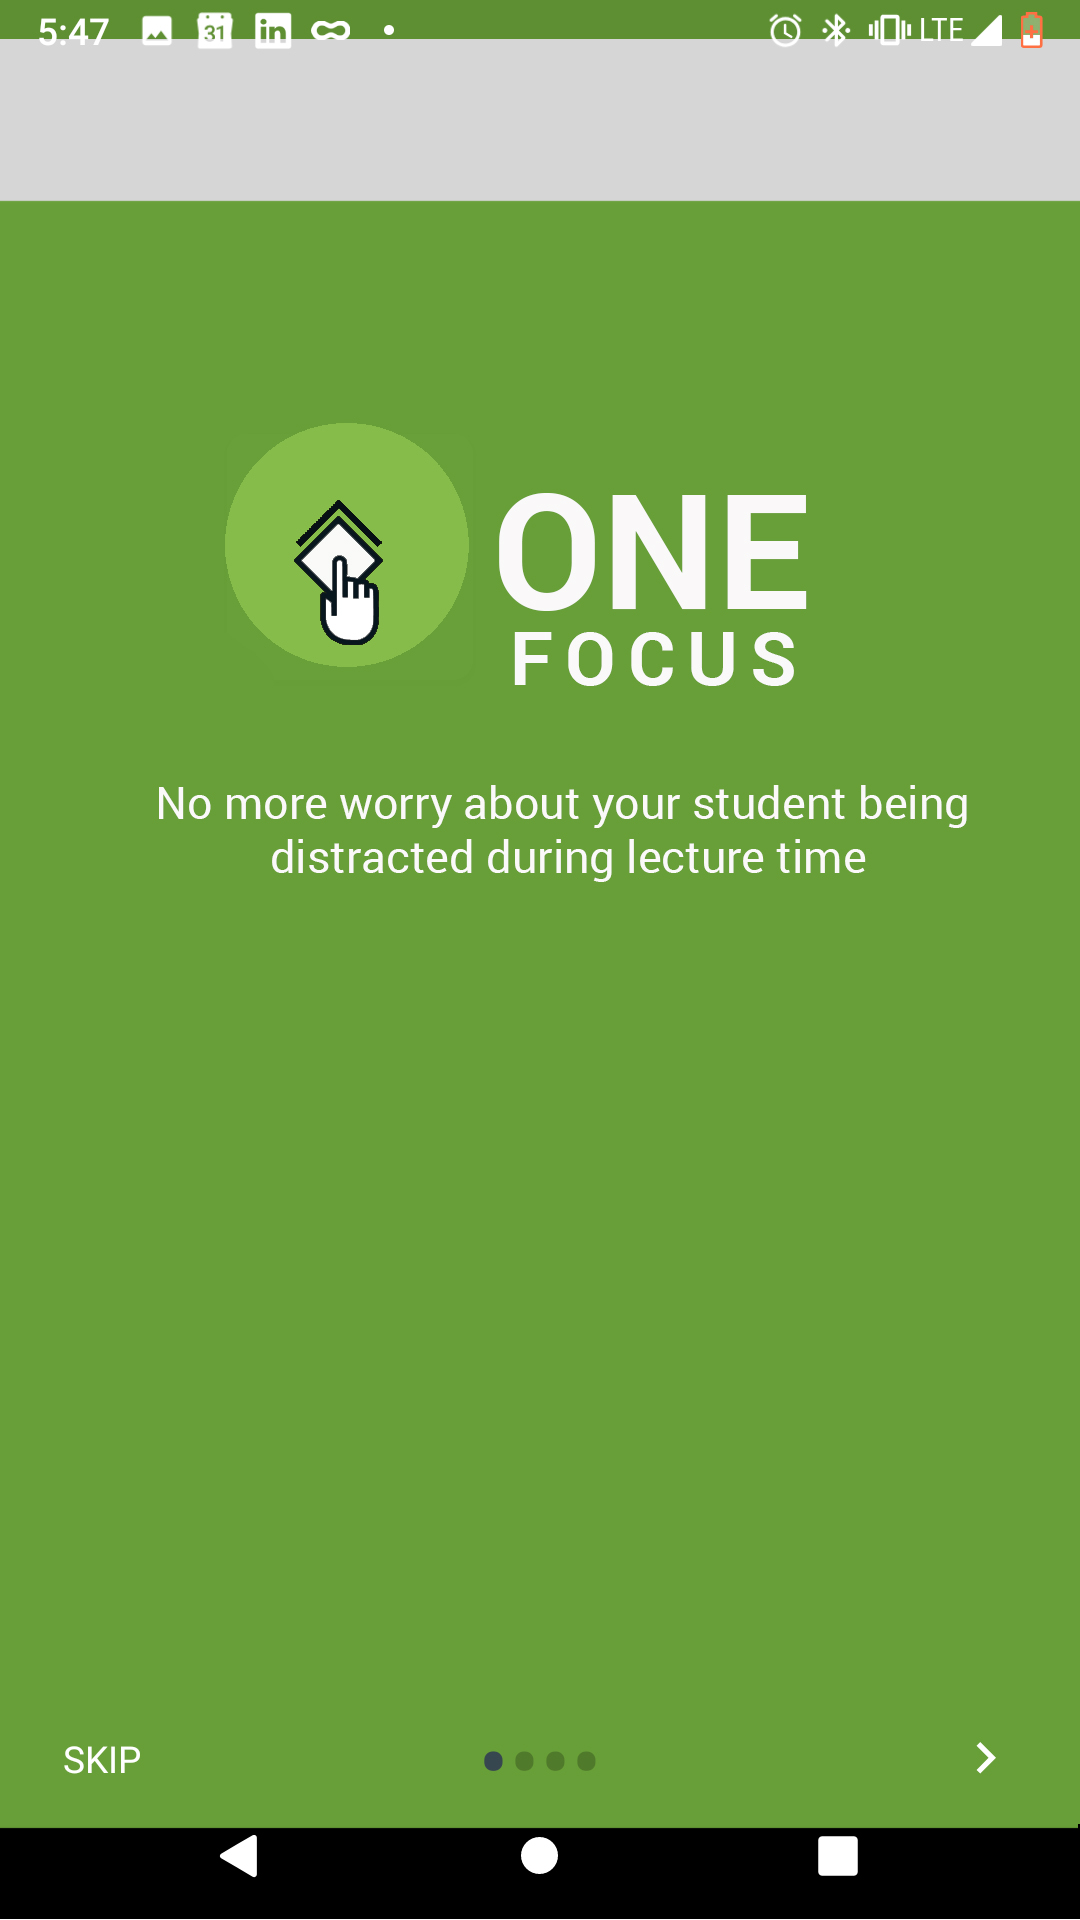 5:47 31 in LTE
ONE
FOCUS
No more worry about your student being
distracted during lecture time
SKIP